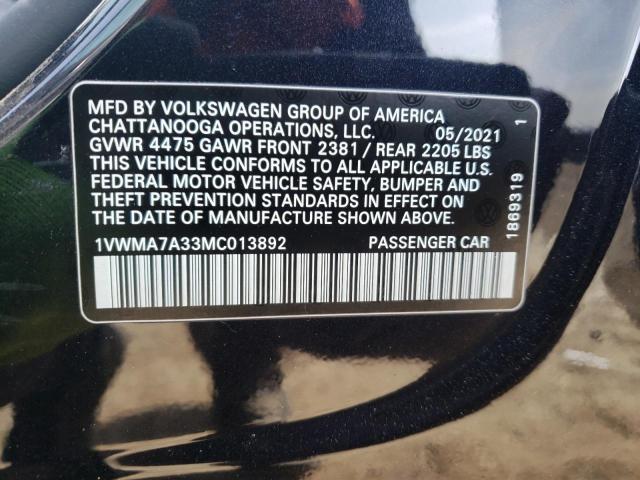 MFD BY VOLKSWAGEN GROUP OF AMERICA
CHATTANOOGA OPERATIONS, LLC. 05/2021 1
GVWR 4475 GAWR FRONT 2381 / REAR 2205 LBS
THIS VEHICLE CONFORMS TO ALL APPLICABLE U.S.
FEDERAL MOTOR VEHICLE SAFETY, BUMPER AND
THEFT PREVENTION STANDARDS IN EFFECT ON
THE DATE OF MANUFACTURE SHOWN ABOVE.
1VWMA7A33MC013892 PASSENGER CAR
1869319